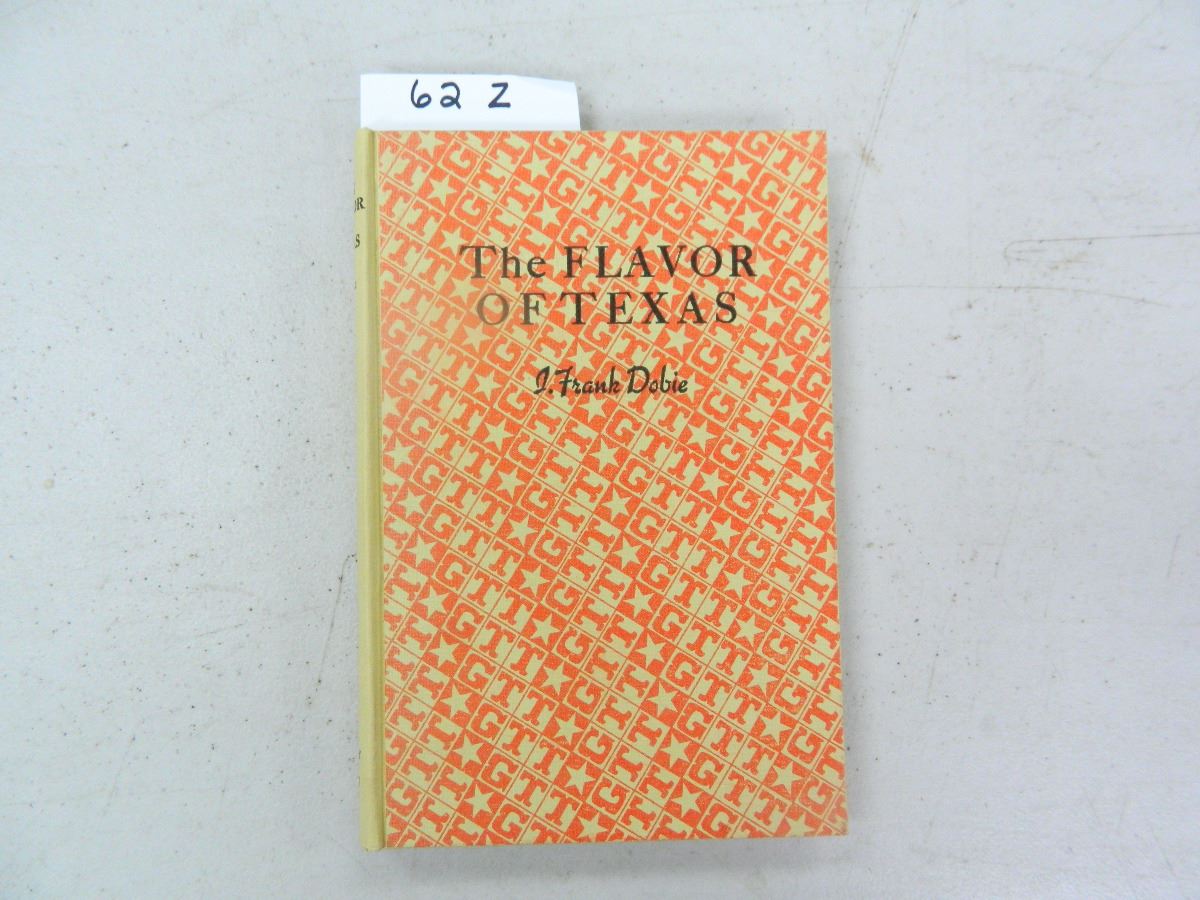 62 Z
The FLAVOR
OF TEXAS
J. Frank Dobie